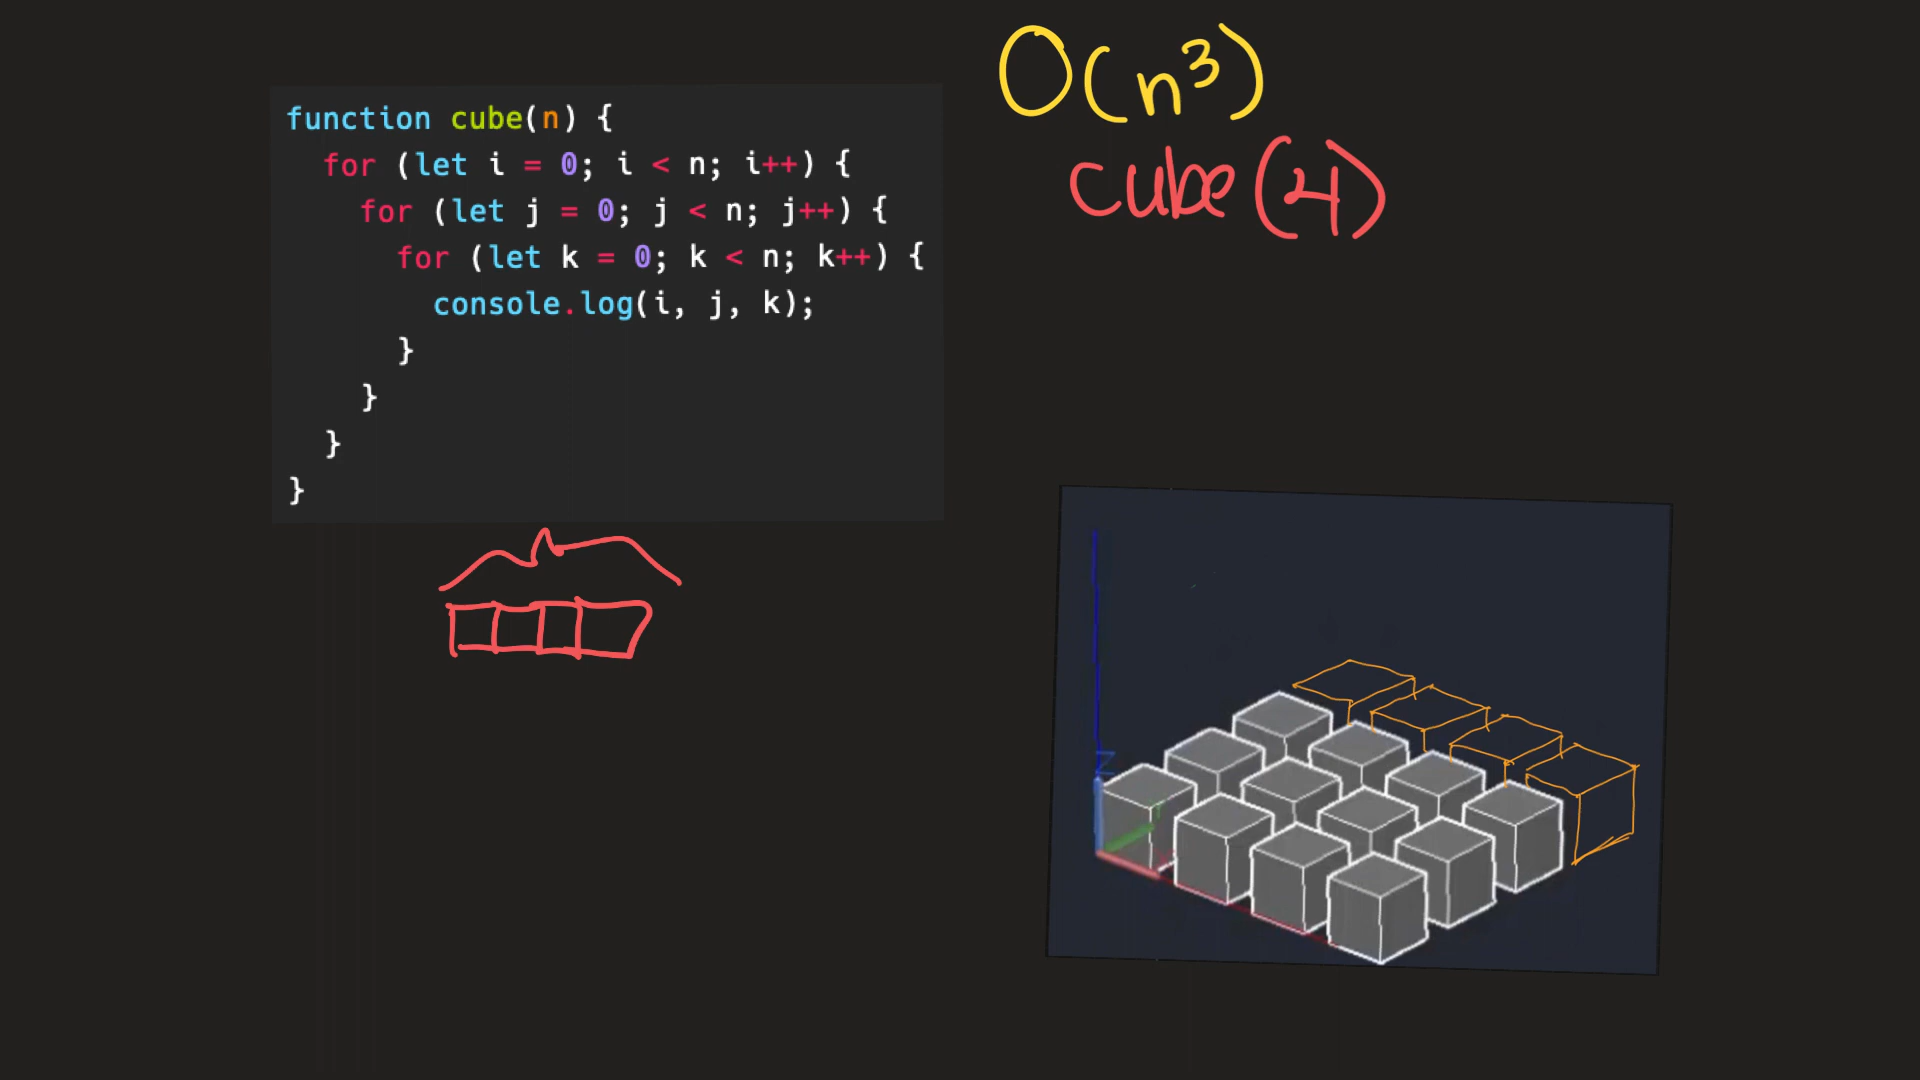 O(n³)
cube(4)
function cube(n) {
for (let i = 0; i < n; i++) {
for (let j = 0; j < n; j++) {
for (let k = 0; k < n; k++) {
console.log(i, j, k);
}
}
}
}
Z